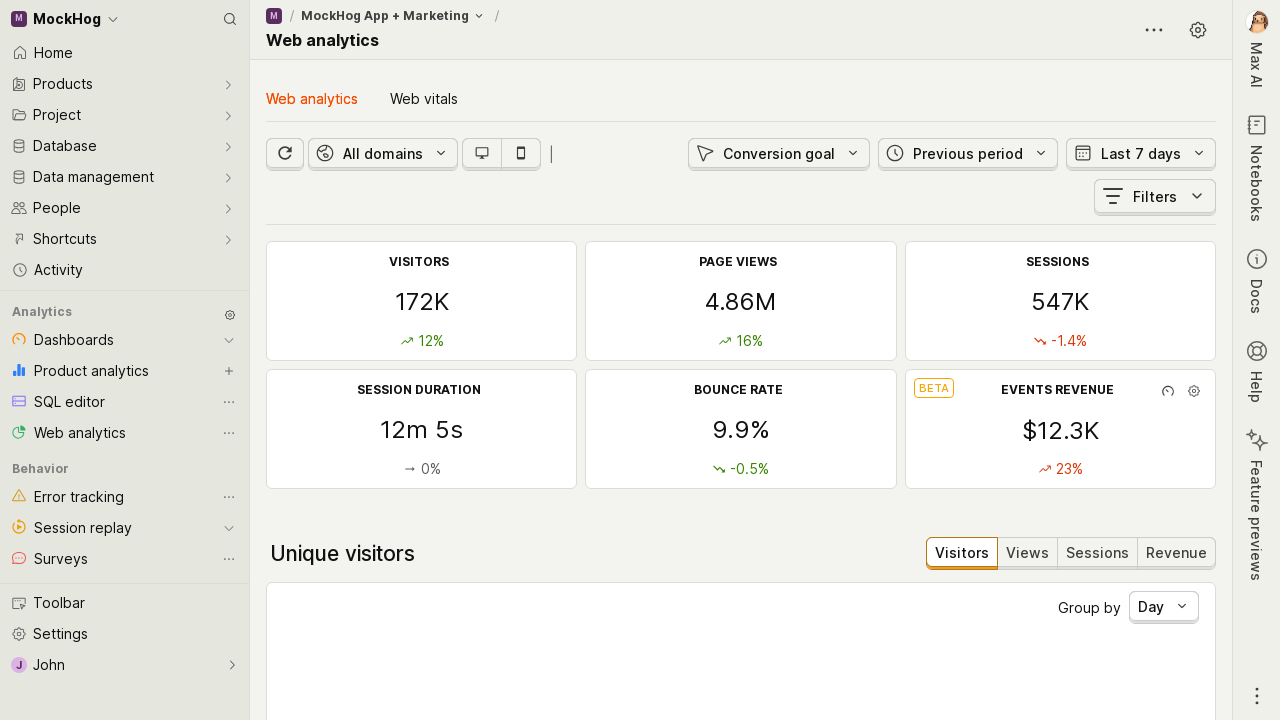 M MockHog
Home
Products
Project
Database
Data management
People
Shortcuts
Activity
Analytics
Dashboards
Product analytics
SQL editor
Web analytics
Behavior
Error tracking
Session replay
Surveys
Toolbar
Settings
J John
M / MockHog App + Marketing /
Web analytics
Web analytics Web vitals
All domains | Conversion goal Previous period Last 7 days
Filters
VISITORS
172K
12%
PAGE VIEWS
4.86M
16%
SESSIONS
547K
-1.4%
SESSION DURATION
12m 5s
0%
BOUNCE RATE
9.9%
-0.5%
BETA EVENTS REVENUE
$12.3K
23%
Unique visitors
Visitors Views Sessions Revenue
Group by Day
Max AI
Notebooks
Docs
Help
Feature previews